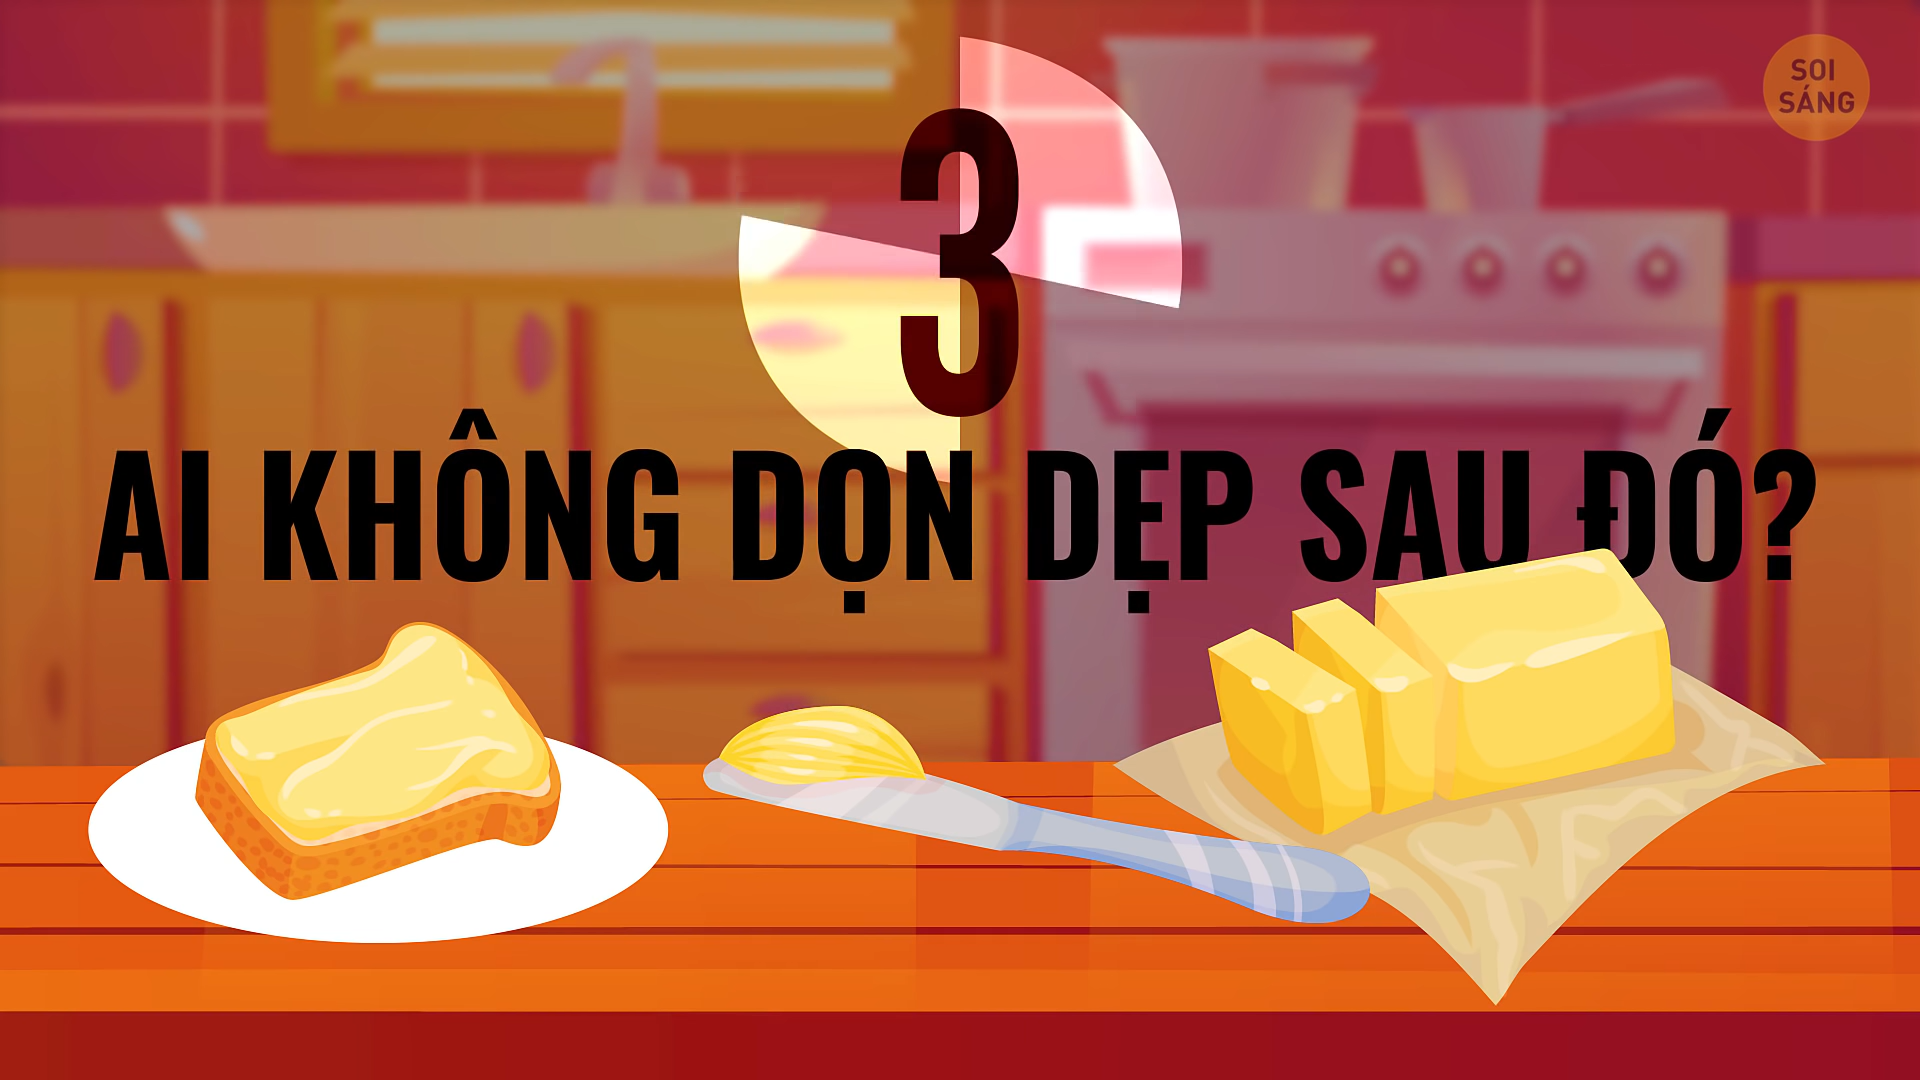 SOI
SÁNG
3
AI KHÔNG DỌN DẸP SAU ĐÓ?